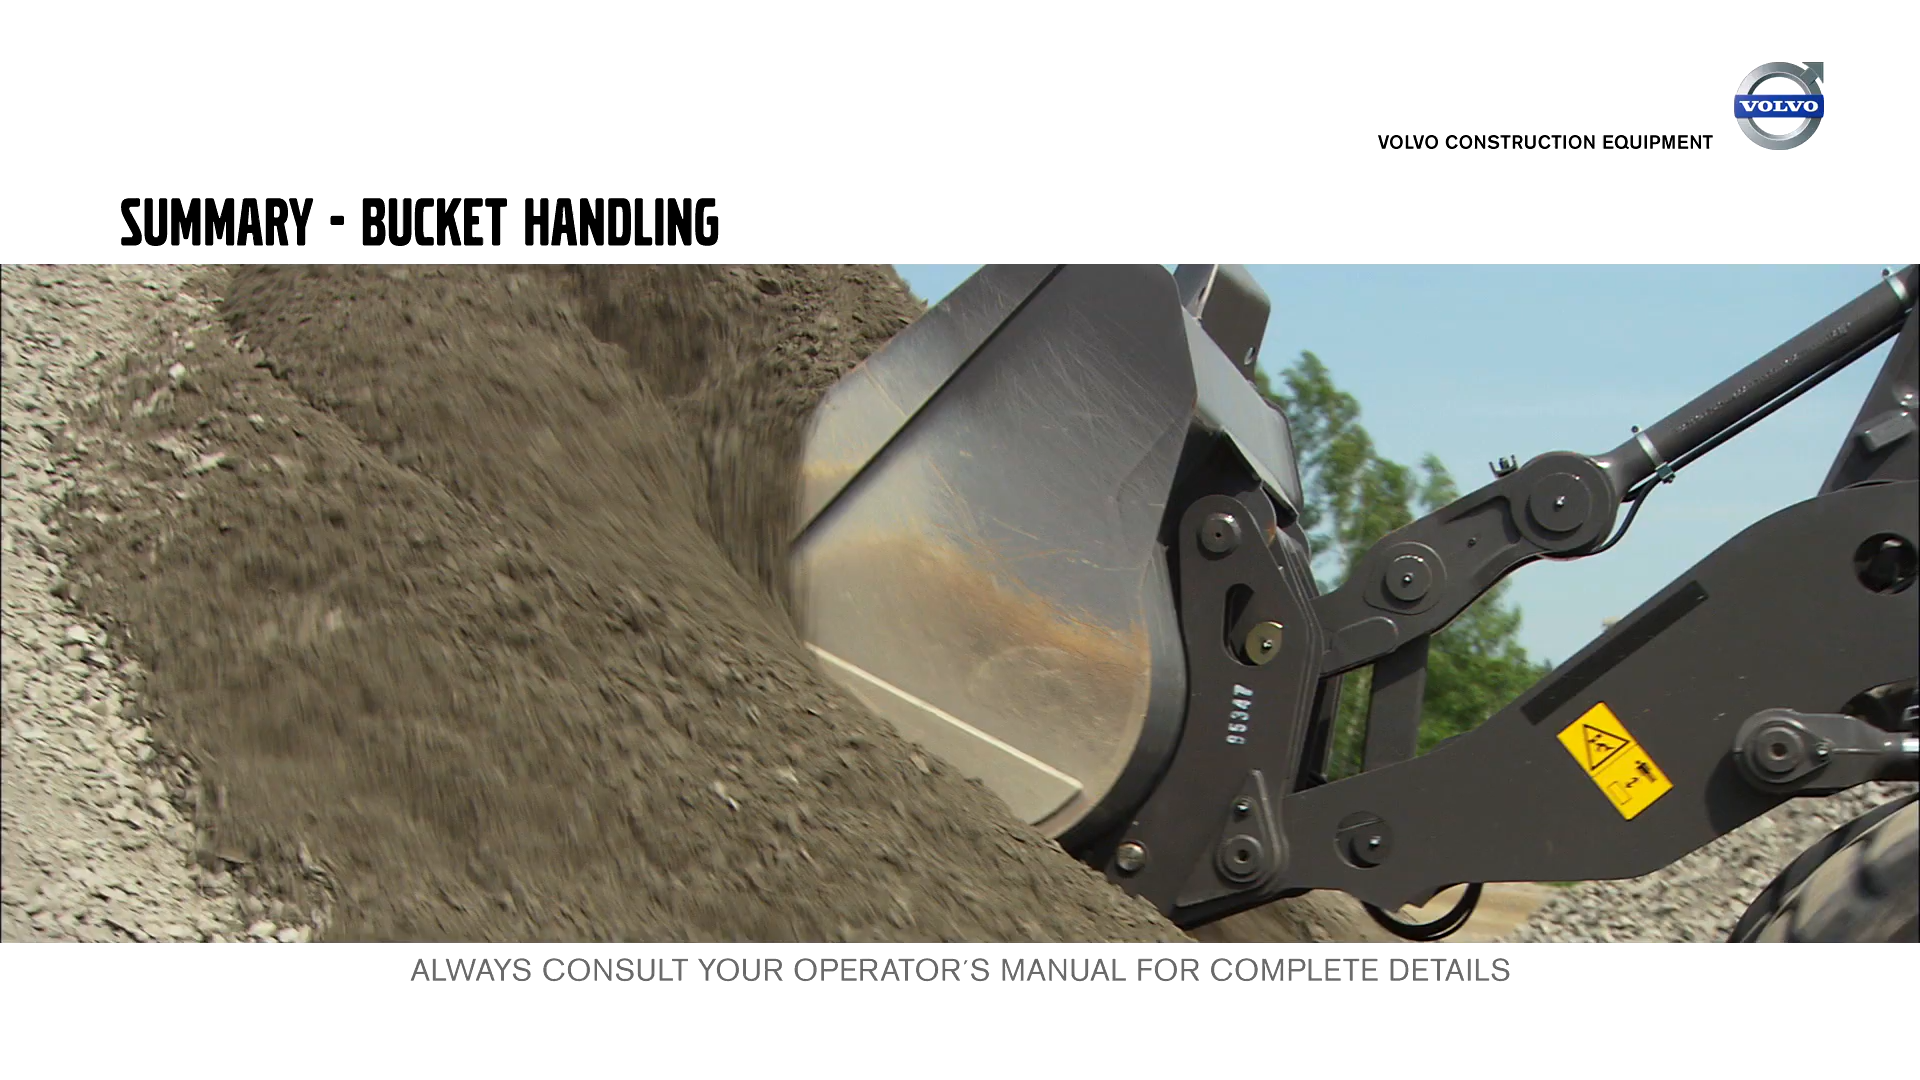 VOLVO
VOLVO CONSTRUCTION EQUIPMENT
SUMMARY - BUCKET HANDLING
95347
ALWAYS CONSULT YOUR OPERATOR´S MANUAL FOR COMPLETE DETAILS